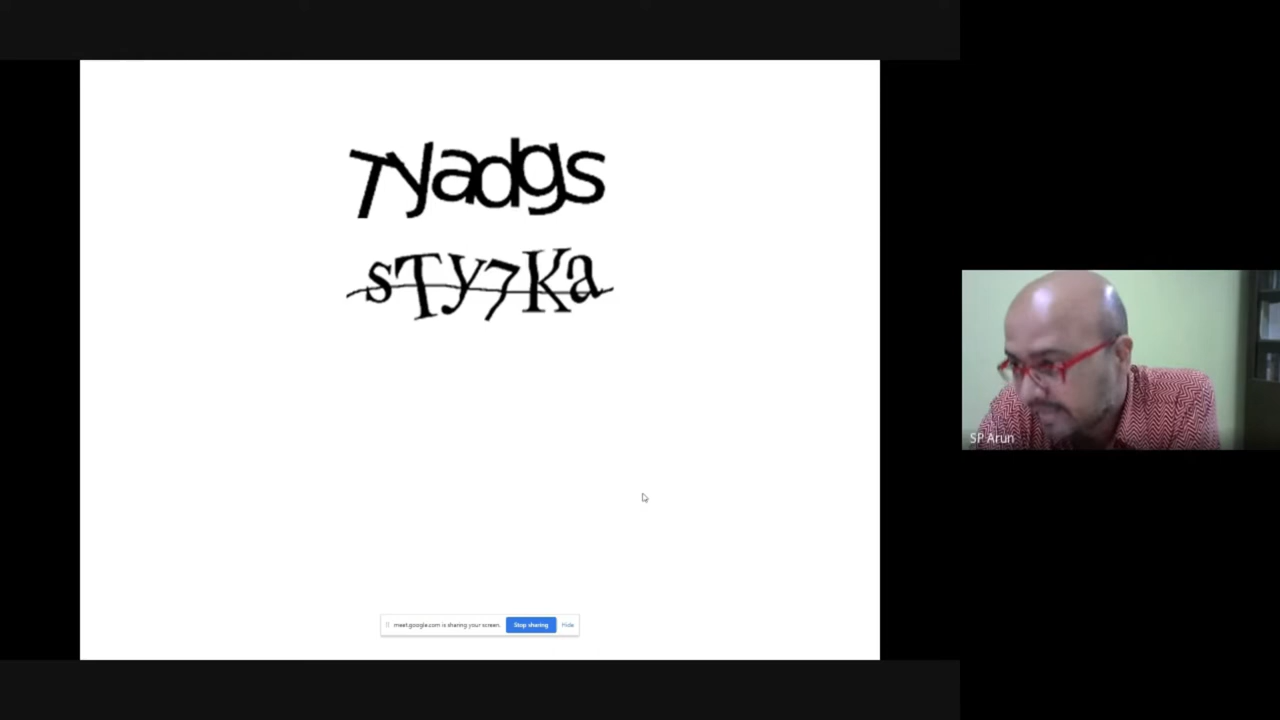 7yadgs
sTy7Ka
SP Arun
meet.google.com is sharing your screen.
Stop sharing
Hide